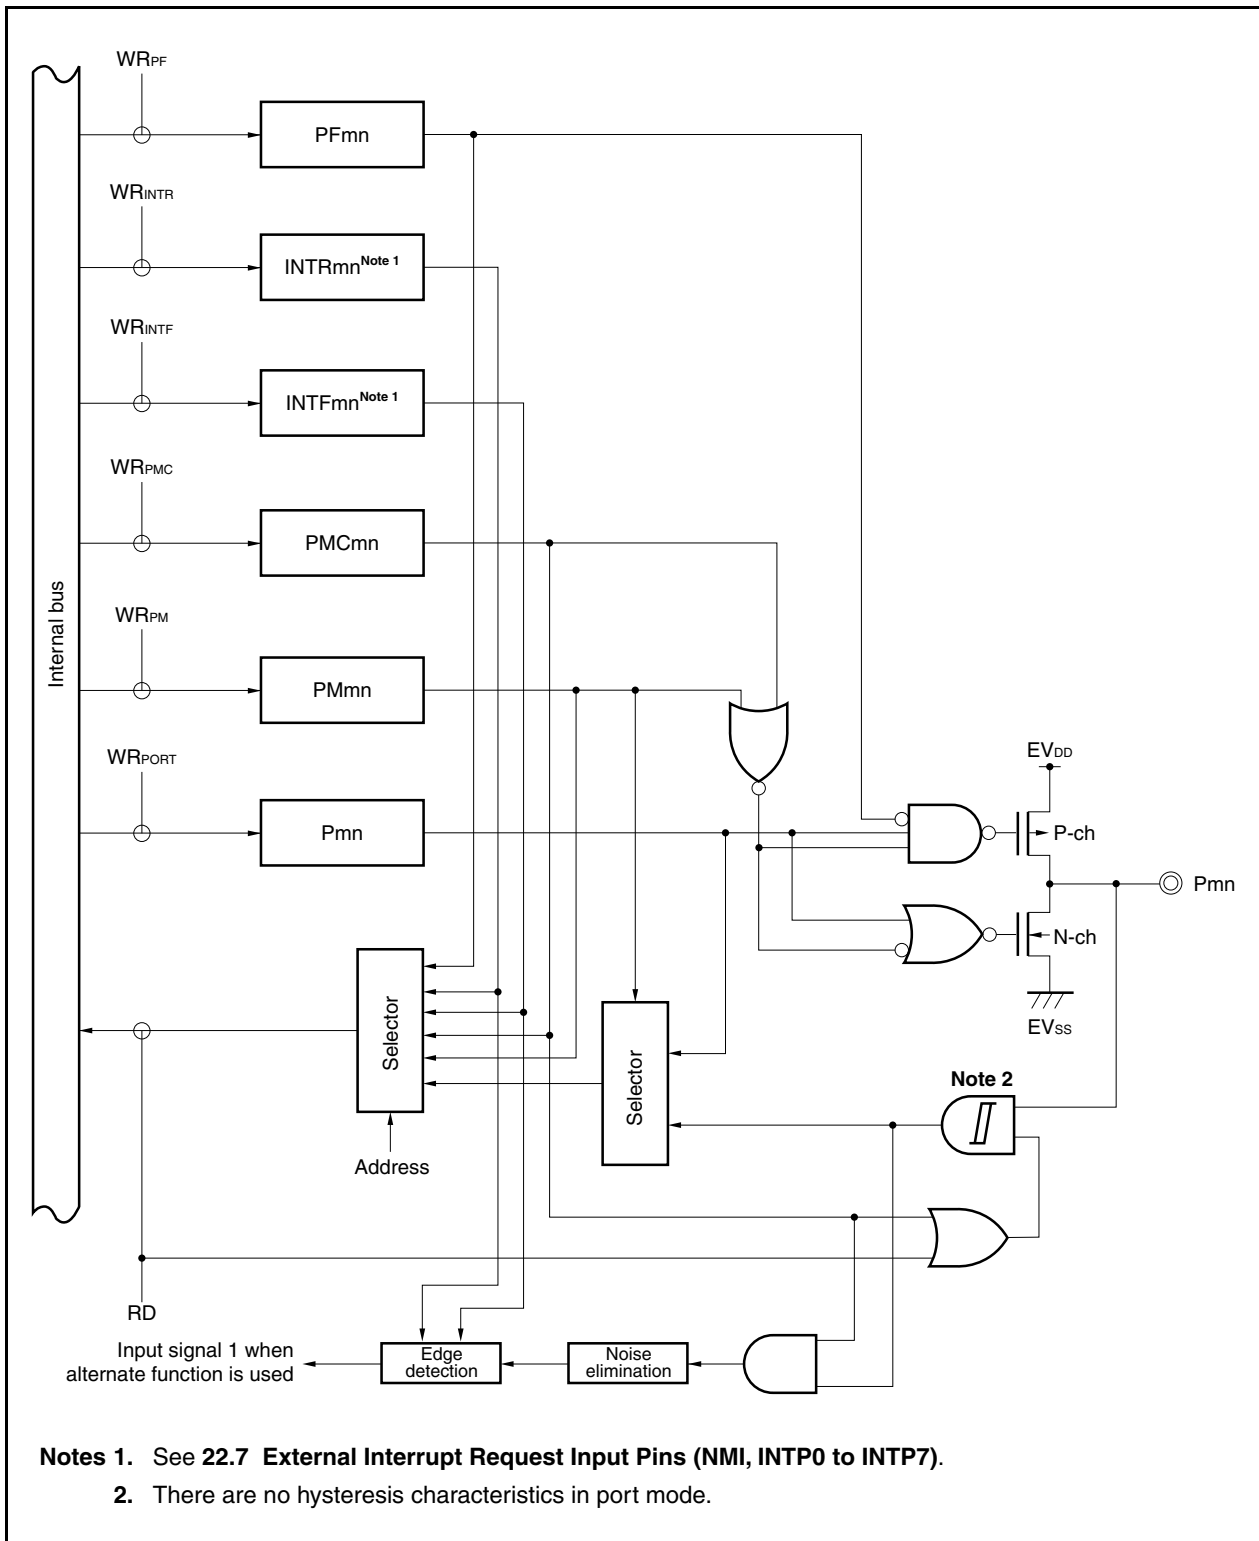 WRPF
PFmn
WRINTR
INTRmnNote 1
WRINTF
INTFmnNote 1
WRPMC
PMCmn
Internal bus
WRPM
PMmn
WRPORT
Pmn
EVDD
P-ch
Pmn
N-ch
EVSS
Selector
Selector
Note 2
Address
RD
Input signal 1 when
alternate function is used
Edge
detection
Noise
elimination
Notes 1. See 22.7 External Interrupt Request Input Pins (NMI, INTP0 to INTP7).
2. There are no hysteresis characteristics in port mode.